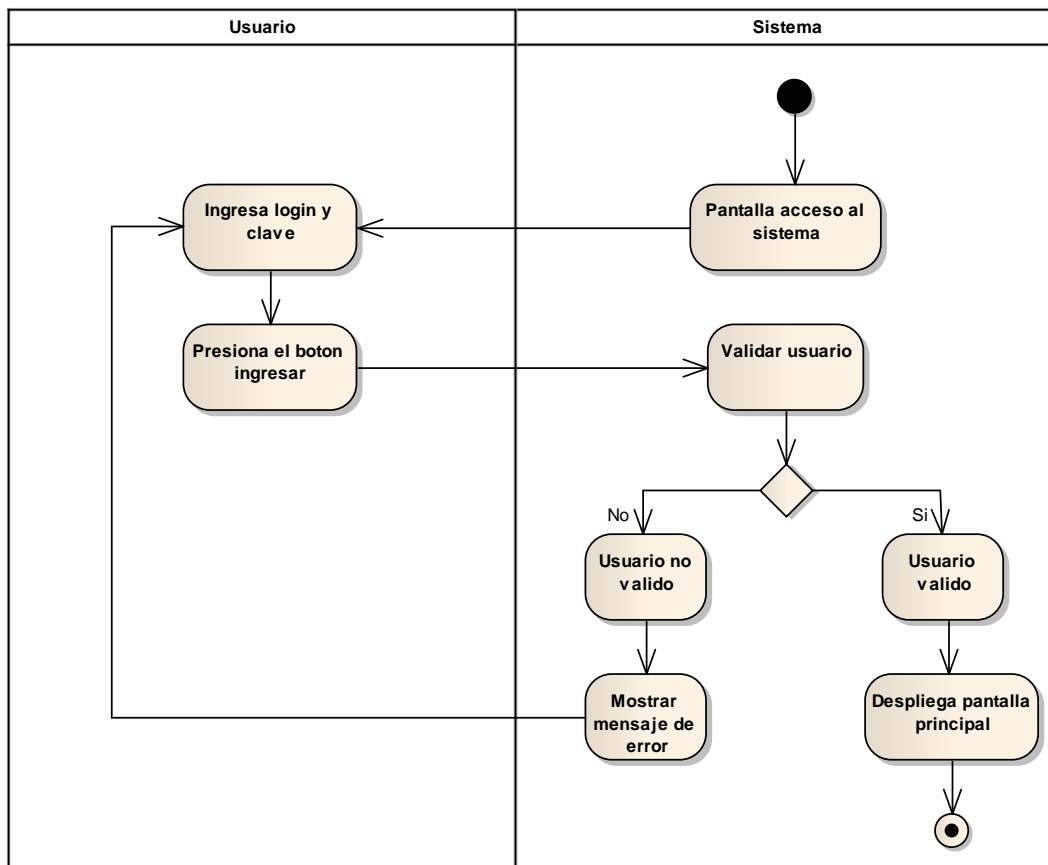 Usuario
Sistema
Ingresa login y
clave
Pantalla acceso al
sistema
Presiona el boton
ingresar
Validar usuario
No
Si
Usuario no
valido
Usuario
valido
Mostrar
mensaje de
error
Despliega pantalla
principal